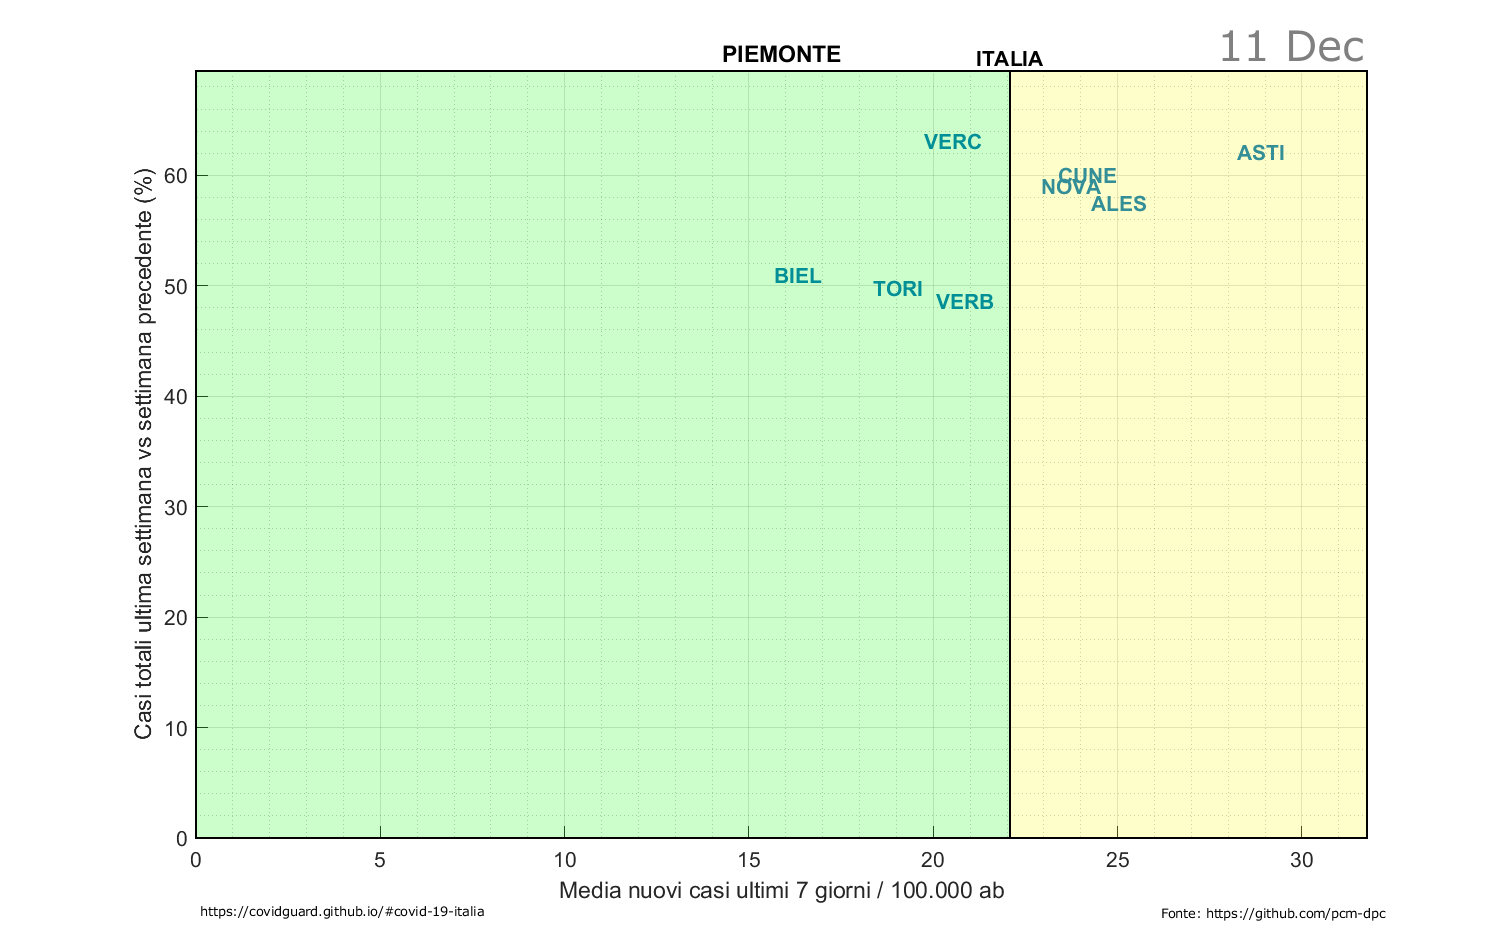 11 Dec
PIEMONTE
ITALIA
VERC
ASTI
CUNE
NOVA
ALES
BIEL
TORI
VERB
Casi totali ultima settimana vs settimana precedente (%)
60
50
40
30
20
10
0
0 5 10 15 20 25 30
Media nuovi casi ultimi 7 giorni / 100.000 ab
https://covidguard.github.io/#covid-19-italia
Fonte: https://github.com/pcm-dpc